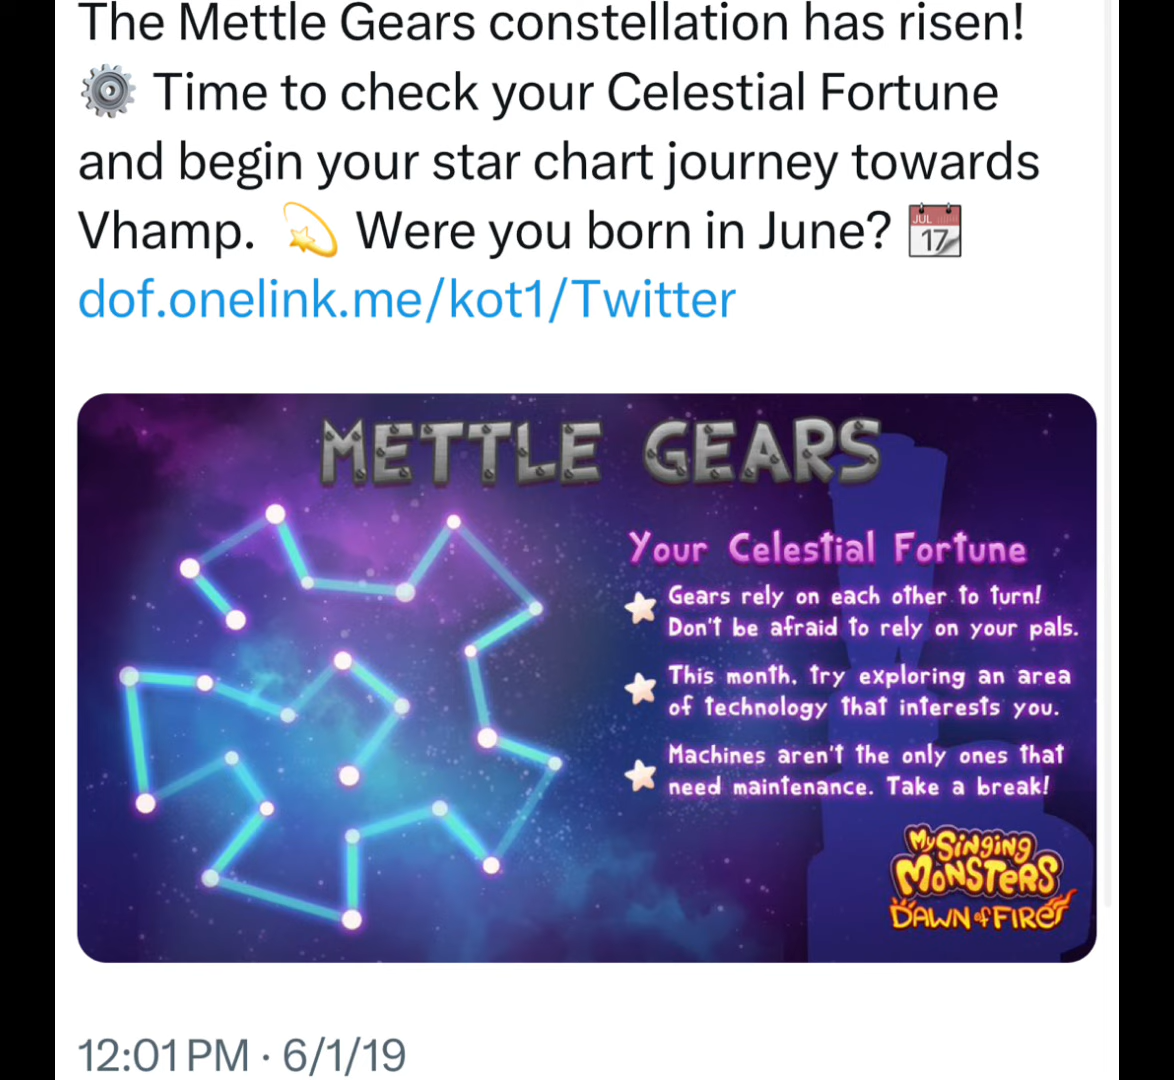 The Mettle Gears constellation has risen!
⚙️ Time to check your Celestial Fortune
and begin your star chart journey towards
Vhamp. 💫 Were you born in June? 📅
dof.onelink.me/kot1/Twitter
METTLE GEARS
Your Celestial Fortune
Gears rely on each other to turn!
Don't be afraid to rely on your pals.
This month, try exploring an area
of technology that interests you.
Machines aren't the only ones that
need maintenance. Take a break!
My Singing
Monsters
Dawn of Fire
12:01 PM · 6/1/19